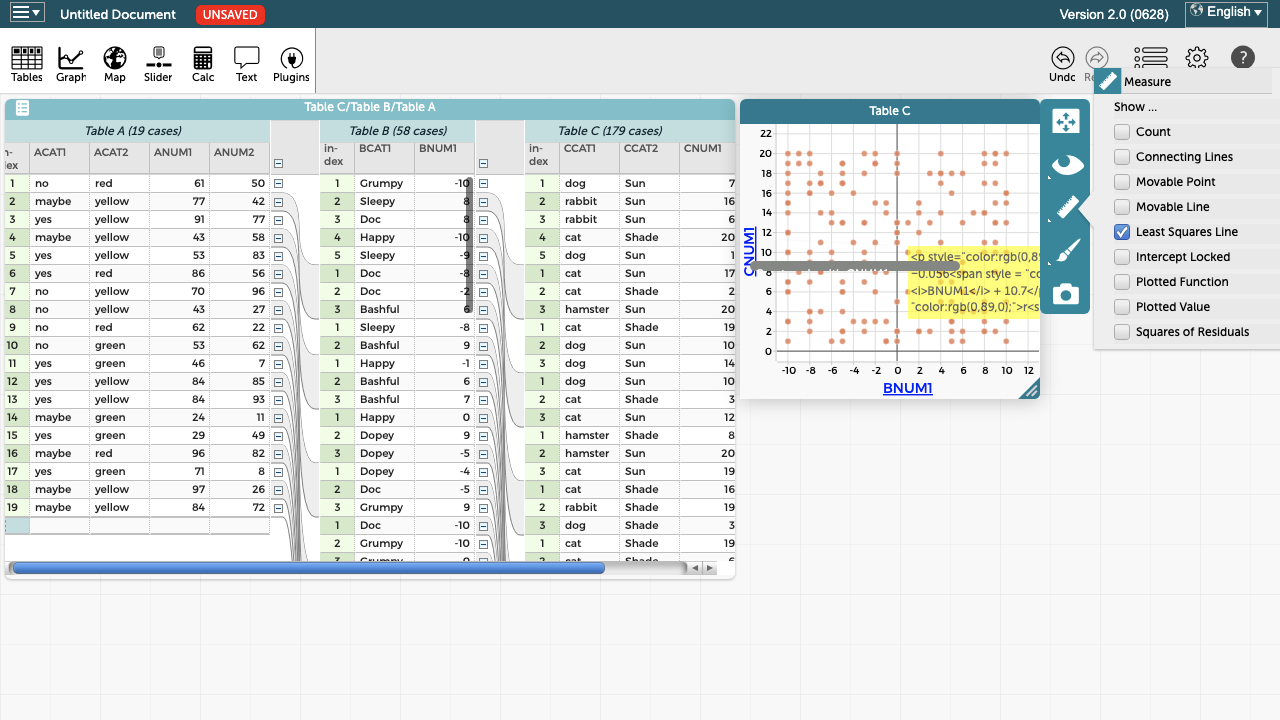 Untitled Document
UNSAVED
Version 2.0 (0628)
English
Tables
Graph
Map
Slider
Calc
Text
Plugins
Undo
?
Measure
Show ...
Count
Connecting Lines
Movable Point
Movable Line
Least Squares Line
Intercept Locked
Plotted Function
Plotted Value
Squares of Residuals
Table C/Table B/Table A
Table A (19 cases)
ACAT1 ACAT2 ANUM1 ANUM2
1 no red 61 50
2 maybe yellow 77 42
3 yes yellow 91 77
4 maybe yellow 43 58
5 yes yellow 53 83
6 yes red 86 56
7 no yellow 70 96
8 no yellow 43 27
9 no red 62 22
10 no green 53 62
11 yes green 46 7
12 yes yellow 84 85
13 yes yellow 84 93
14 maybe green 24 11
15 yes green 29 49
16 maybe red 96 82
17 yes green 71 8
18 maybe yellow 97 26
19 maybe yellow 84 72
Table B (58 cases)
in-
dex
BCAT1 BNUM1
1 Grumpy -10
2 Sleepy 8
3 Doc 8
4 Happy -10
5 Sleepy -9
1 Doc -8
2 Doc -2
3 Bashful 6
1 Sleepy -8
2 Bashful 9
1 Happy -1
2 Bashful 6
3 Bashful 7
1 Happy 0
2 Dopey 9
3 Dopey -5
1 Dopey -4
2 Doc -5
3 Grumpy 9
1 Doc -10
2 Grumpy -10
3 Grumpy 0
Table C (179 cases)
in-
dex
CCAT1 CCAT2 CNUM1
1 dog Sun 7
2 rabbit Sun 16
3 rabbit Sun 6
4 cat Shade 20
5 dog Sun 1
1 cat Sun 17
2 cat Sun 2
3 hamster Sun 20
1 cat Shade 19
2 dog Sun 10
3 dog Sun 14
1 dog Shade 10
2 cat Shade 3
3 cat Sun 12
1 hamster Shade 8
2 hamster Sun 20
3 cat Sun 19
1 cat Shade 16
2 rabbit Shade 19
3 dog Shade 3
1 cat Shade 19
2 cat Shade 6
Table C
22
20
18
16
14
12
10
8
6
4
2
0
CNUM1
<p style="color:rgb(0,89
=0.056<span style = "co
<i>BNUM1</i> + 10.7</
"color:rgb(0,89,0);">r<s
-10 -8 -6 -4 -2 0 2 4 6 8 10 12
BNUM1